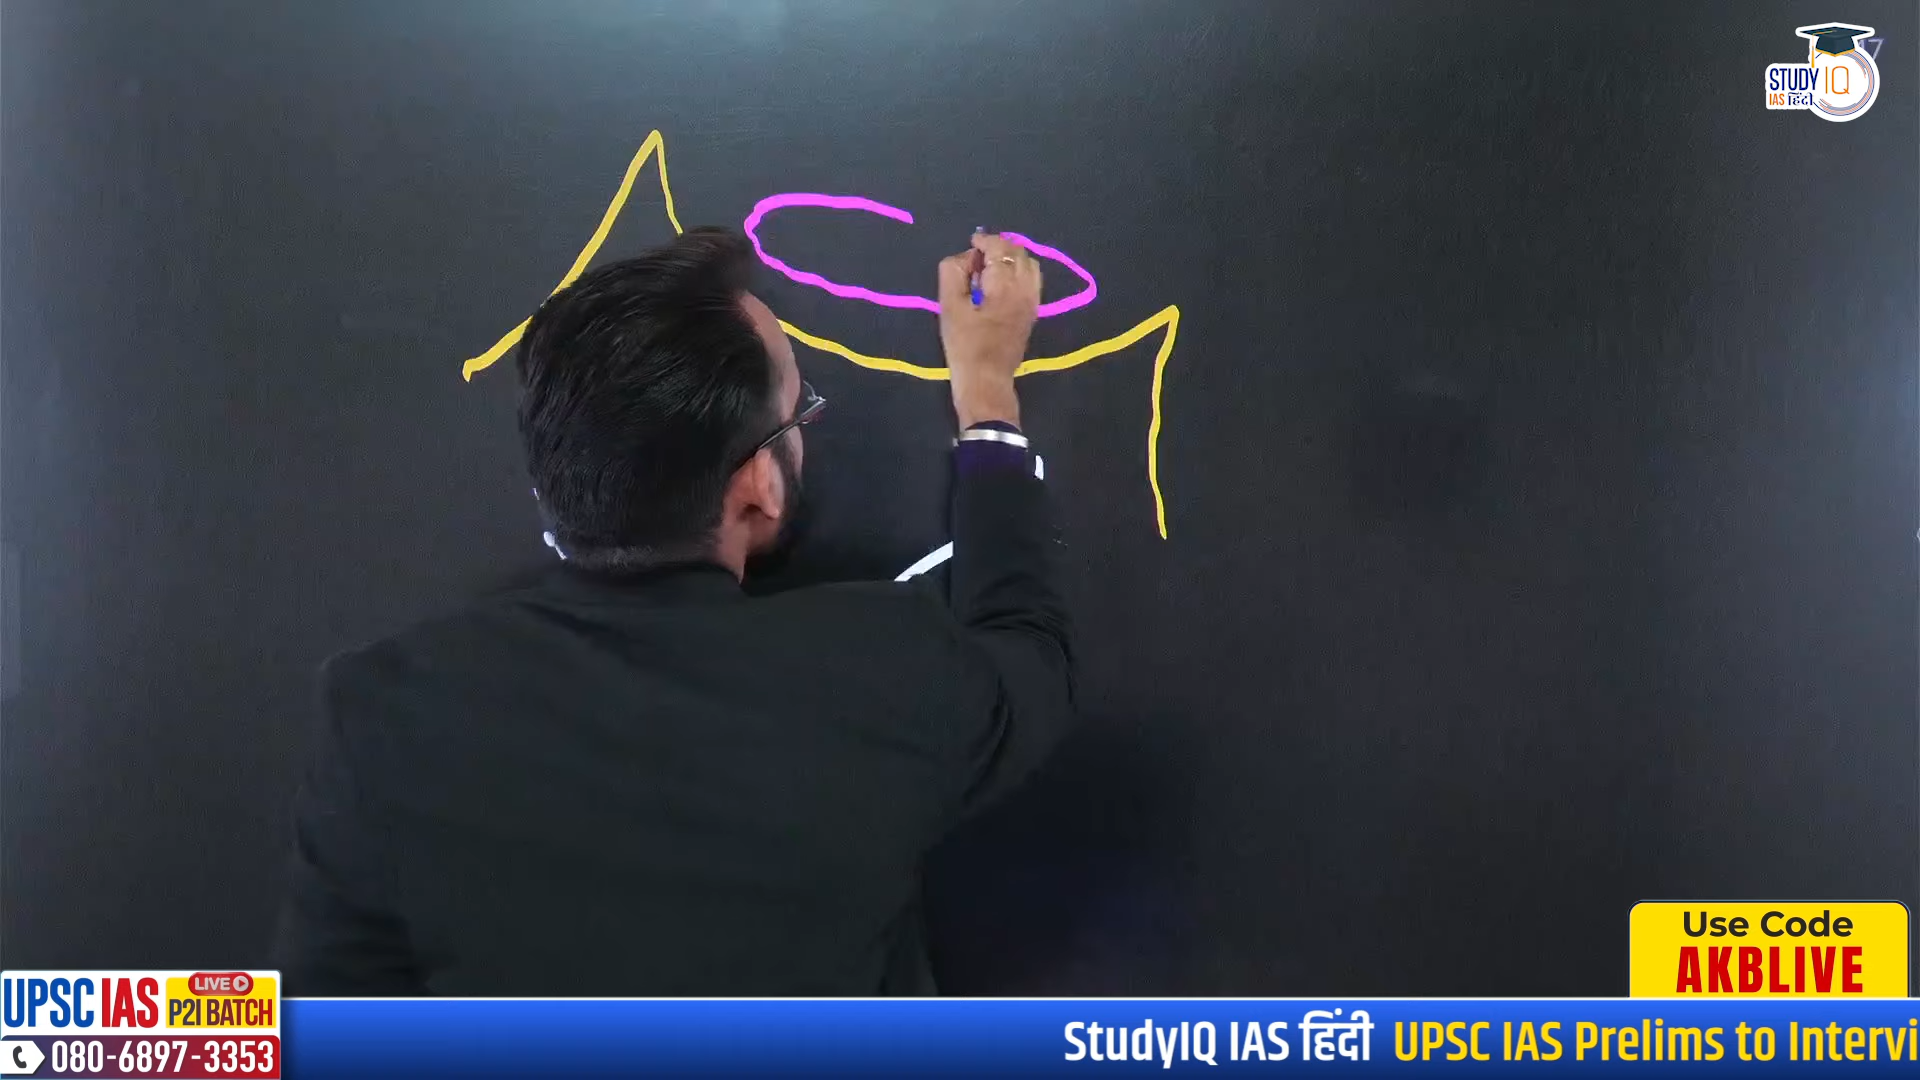 STUDY IQ
IAS हिंदी
17
Use Code
AKBLIVE
UPSC IAS
LIVE
P2I BATCH
080-6897-3353
StudyIQ IAS हिंदी UPSC IAS Prelims to Intervi